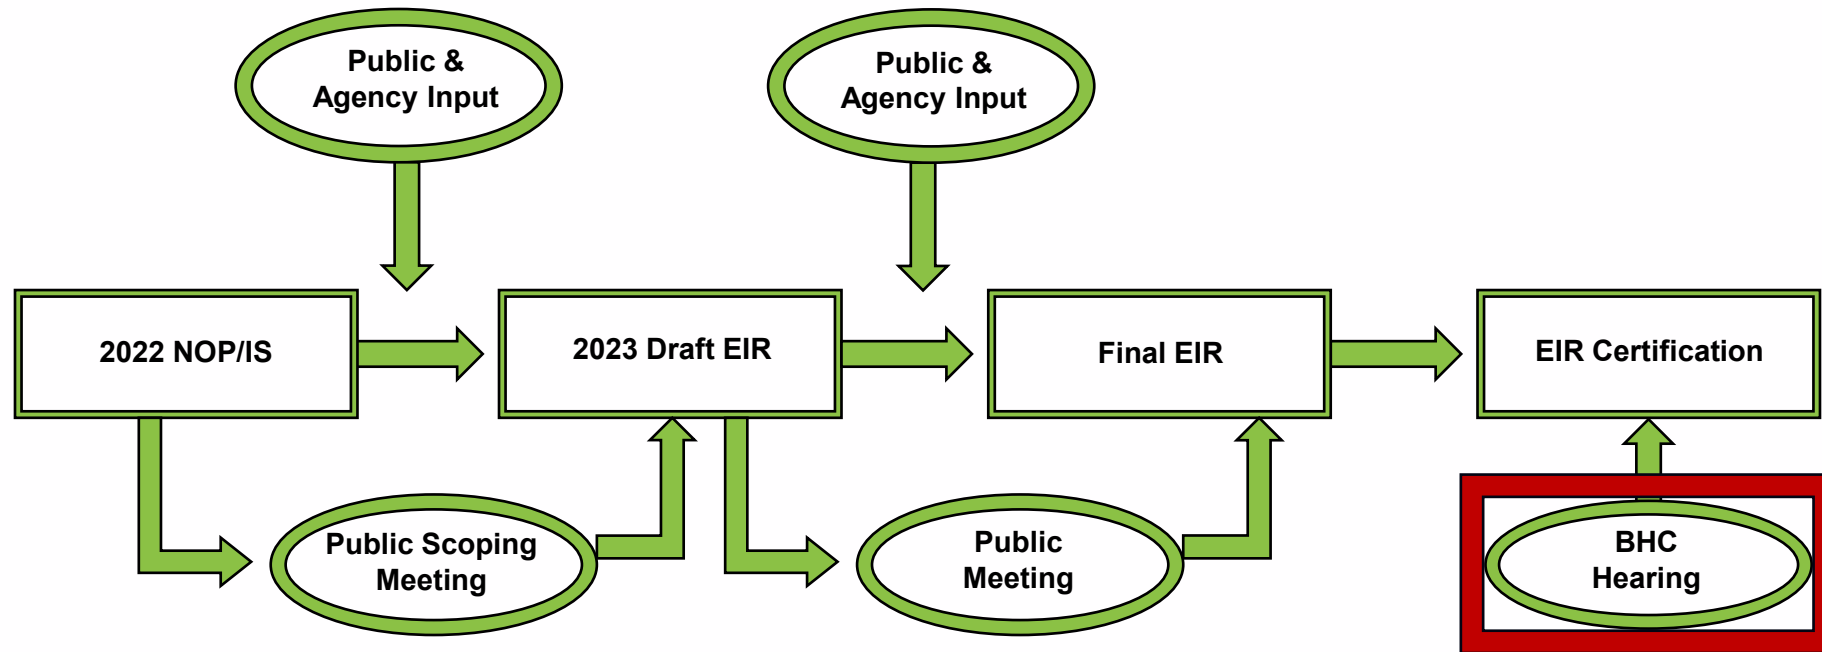 Public &
Agency Input
Public &
Agency Input
2022 NOP/IS
2023 Draft EIR
Final EIR
EIR Certification
Public Scoping
Meeting
Public
Meeting
BHC
Hearing